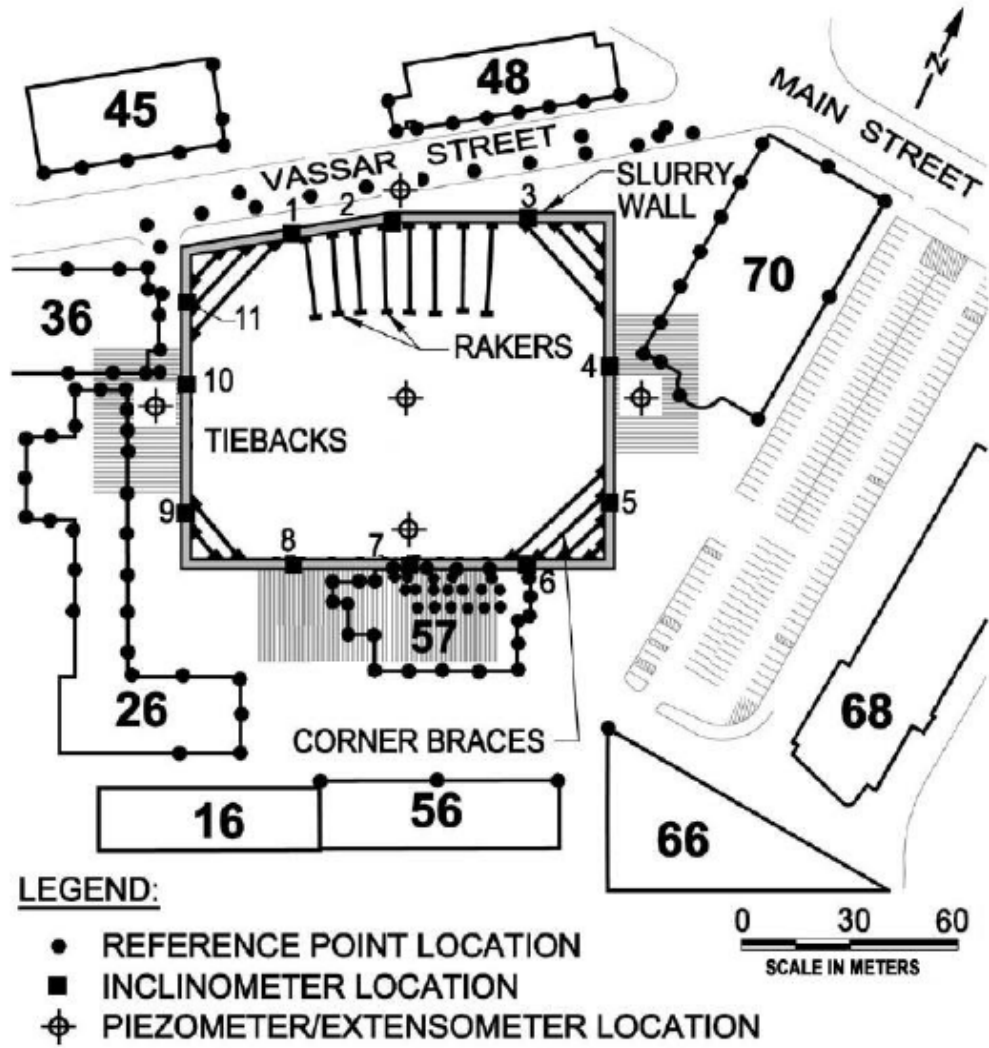 45
48
N
MAIN STREET
VASSAR STREET
1
2
3
SLURRY
WALL
70
36
11
RAKERS
4
10
TIEBACKS
9
5
8
7
6
57
26
CORNER BRACES
68
16
56
66
LEGEND:
REFERENCE POINT LOCATION
INCLINOMETER LOCATION
PIEZOMETER/EXTENSOMETER LOCATION
0 30 60
SCALE IN METERS